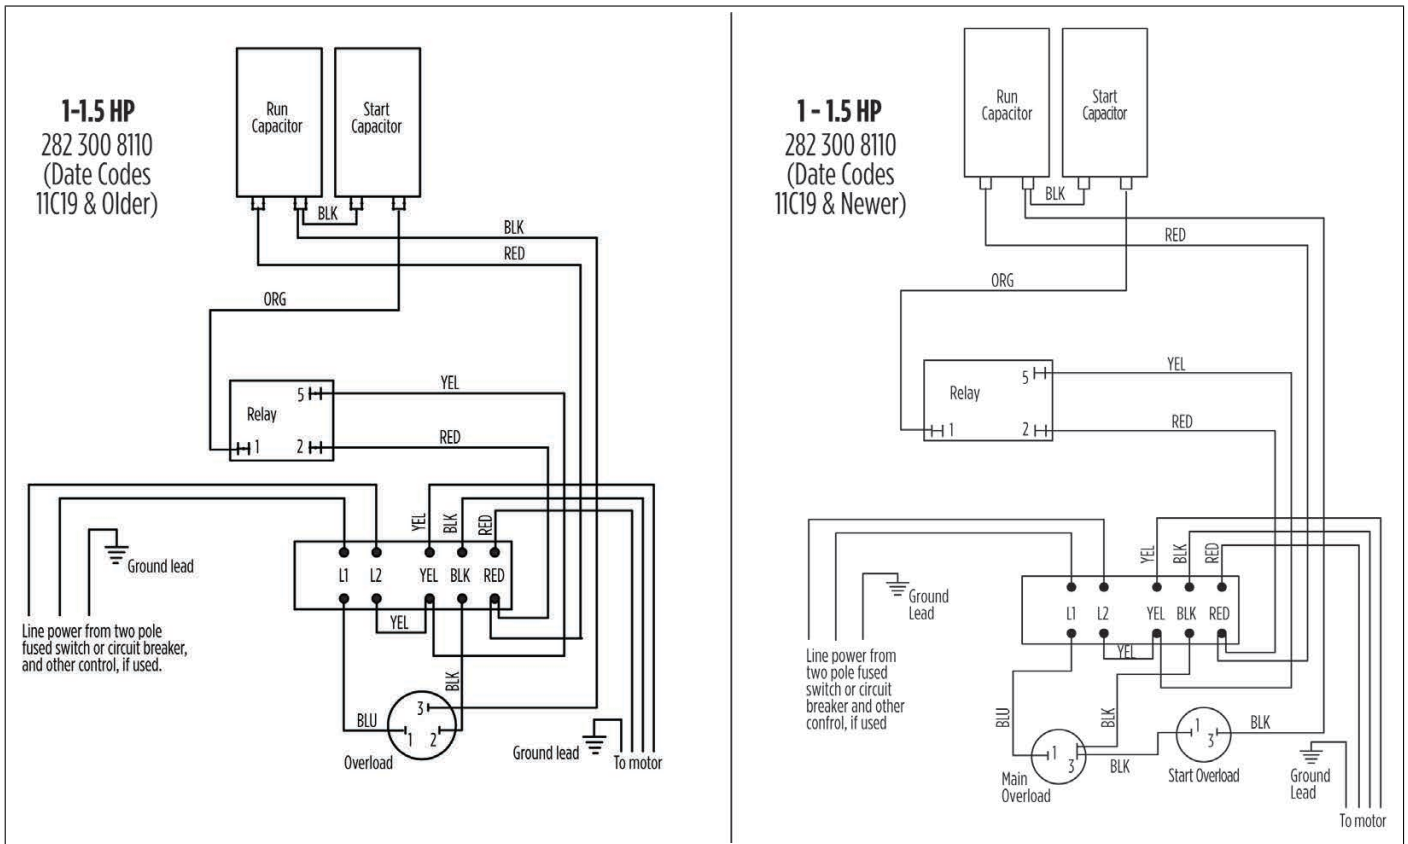 1-1.5 HP
282 300 8110
(Date Codes
11C19 & Older)
Run
Capacitor
Start
Capacitor
BLK
BLK
RED
ORG
YEL
Relay
5
1
2
RED
YEL
BLK
RED
Ground lead
L1
L2
YEL
BLK
RED
YEL
Line power from two pole
fused switch or circuit breaker,
and other control, if used.
BLK
BLU
3
1
2
Overload
Ground lead
To motor
1 - 1.5 HP
282 300 8110
(Date Codes
11C19 & Newer)
Run
Capacitor
Start
Capacitor
BLK
RED
ORG
YEL
Relay
5
1
2
RED
YEL
BLK
RED
Ground
Lead
L1
L2
YEL
BLK
RED
YEL
Line power from
two pole fused
switch or circuit
breaker and other
confrol, if used
BLU
BLK
1
3
BLK
1
3
BLK
Main
Overload
Start Overload
Ground
Lead
To motor